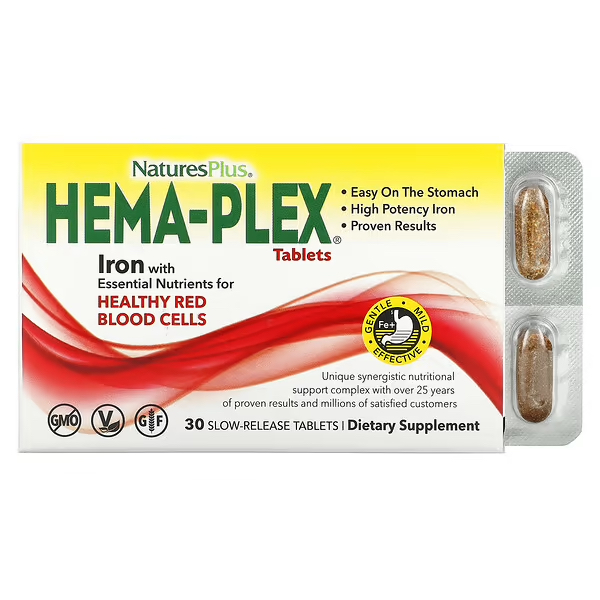 NaturesPlus®
HEMA-PLEX®
Tablets
• Easy On The Stomach
• High Potency Iron
• Proven Results
Iron with
Essential Nutrients for
HEALTHY RED
BLOOD CELLS
GENTLE • MILD • EFFECTIVE •
Fe+
Unique synergistic nutritional
support complex with over 25 years
of proven results and millions of satisfied customers
GMO V GF
30 SLOW-RELEASE TABLETS | Dietary Supplement